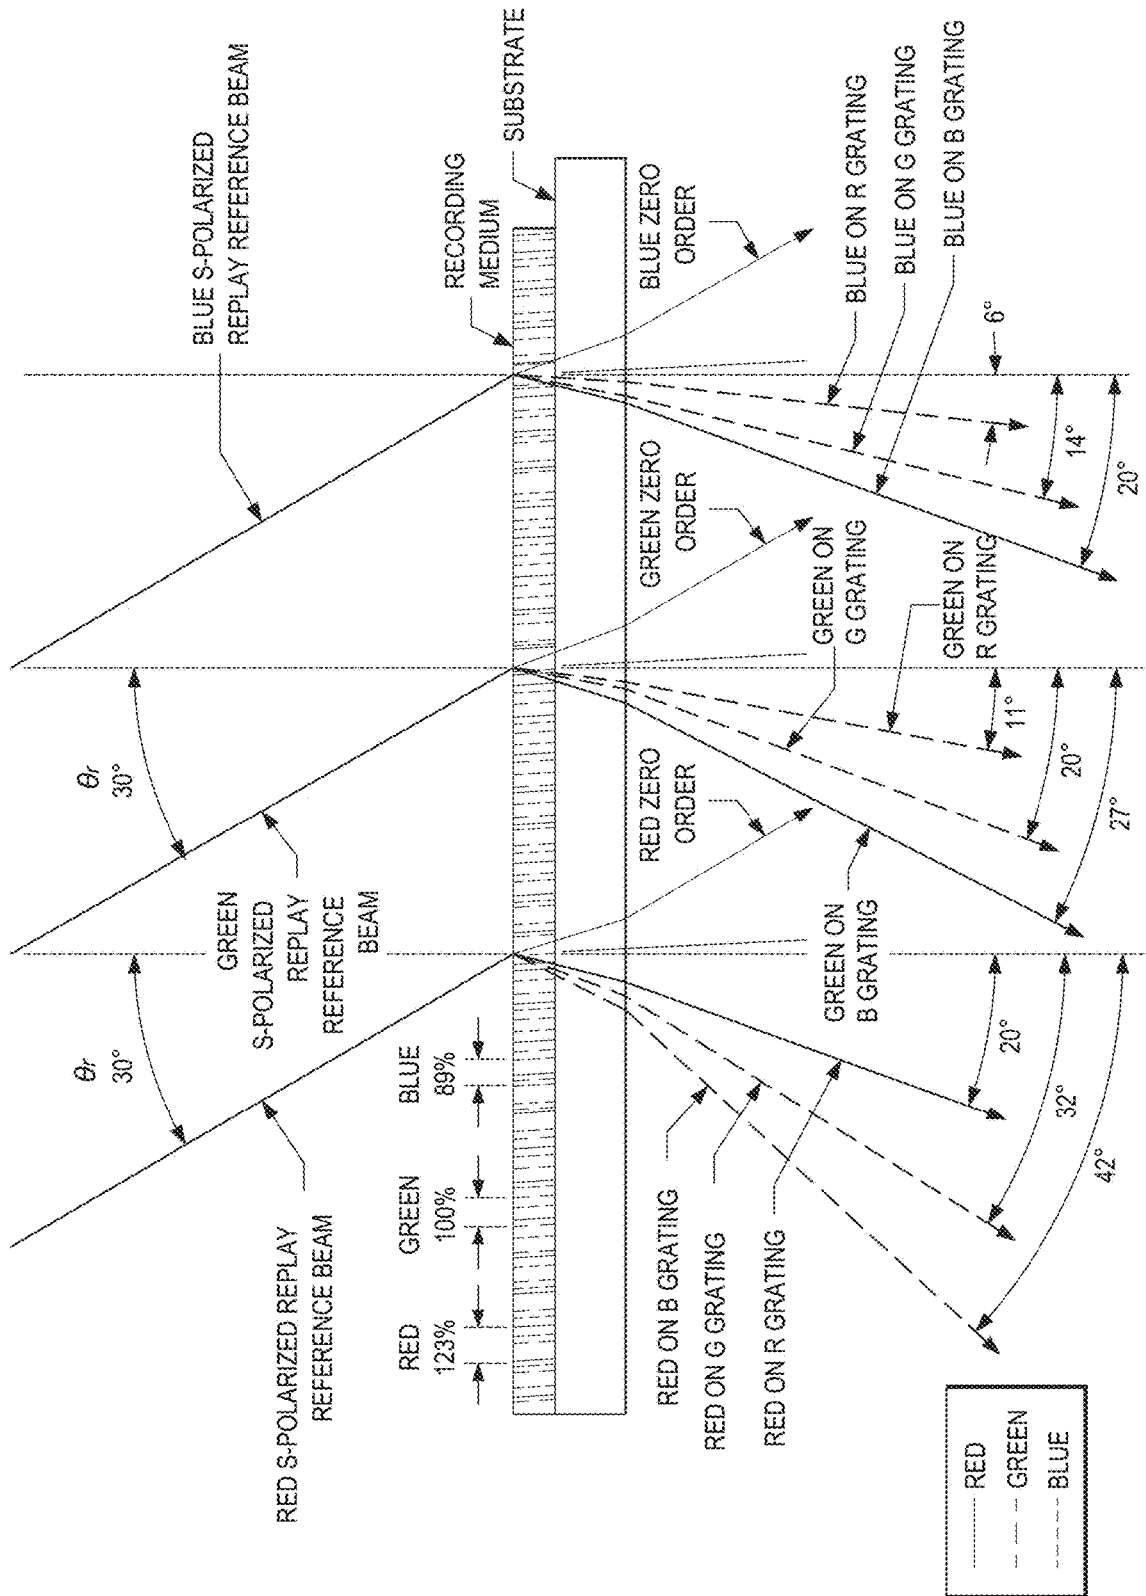 BLUE S-POLARIZED
REPLAY REFERENCE BEAM
RECORDING
MEDIUM
SUBSTRATE
θr
30°
GREEN
S-POLARIZED
REPLAY
REFERENCE
BEAM
θr
30°
RED S-POLARIZED REPLAY
REFERENCE BEAM
RED
123%
GREEN
100%
BLUE
89%
RED ZERO
ORDER
GREEN ZERO
ORDER
BLUE ZERO
ORDER
RED ON B GRATING
RED ON G GRATING
RED ON R GRATING
20°
32°
42°
GREEN ON
B GRATING
GREEN ON
G GRATING
GREEN ON
R GRATING
11°
20°
27°
BLUE ON R GRATING
BLUE ON G GRATING
BLUE ON B GRATING
6°
14°
20°
RED
GREEN
BLUE